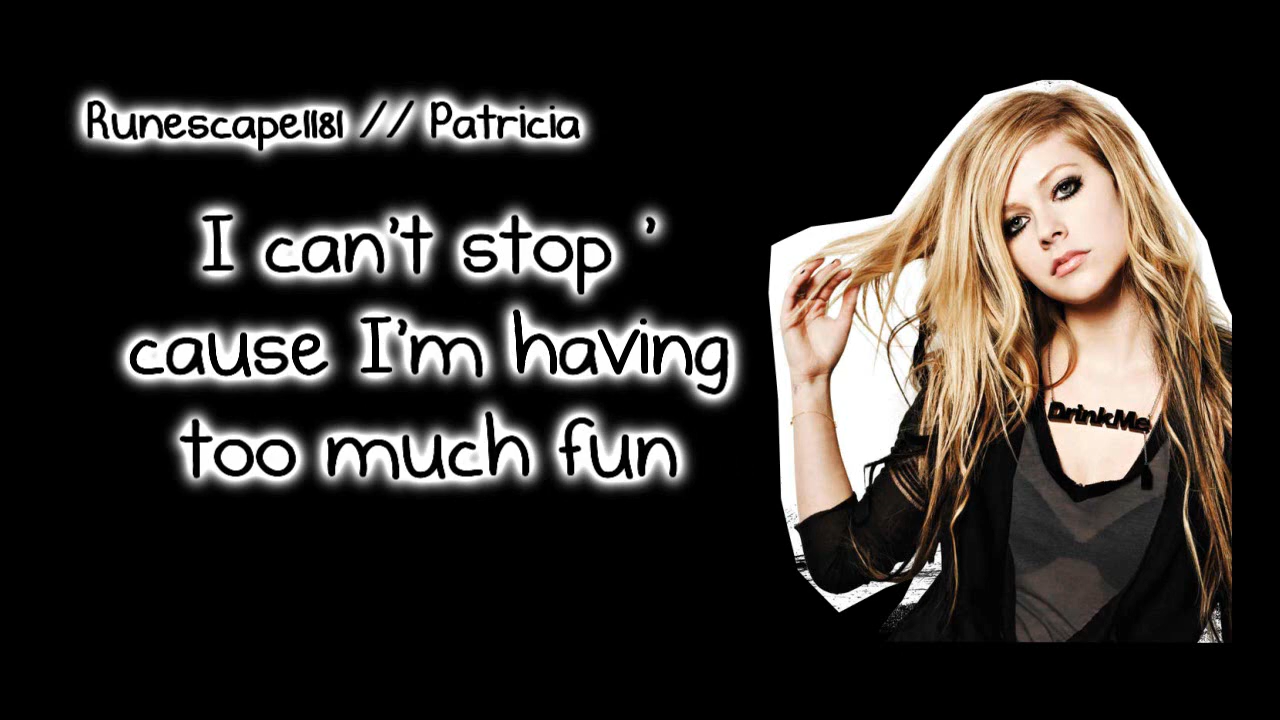 Runescape1181 // Patricia
I can't stop '
cause I'm having
too much fun
DrinkMe